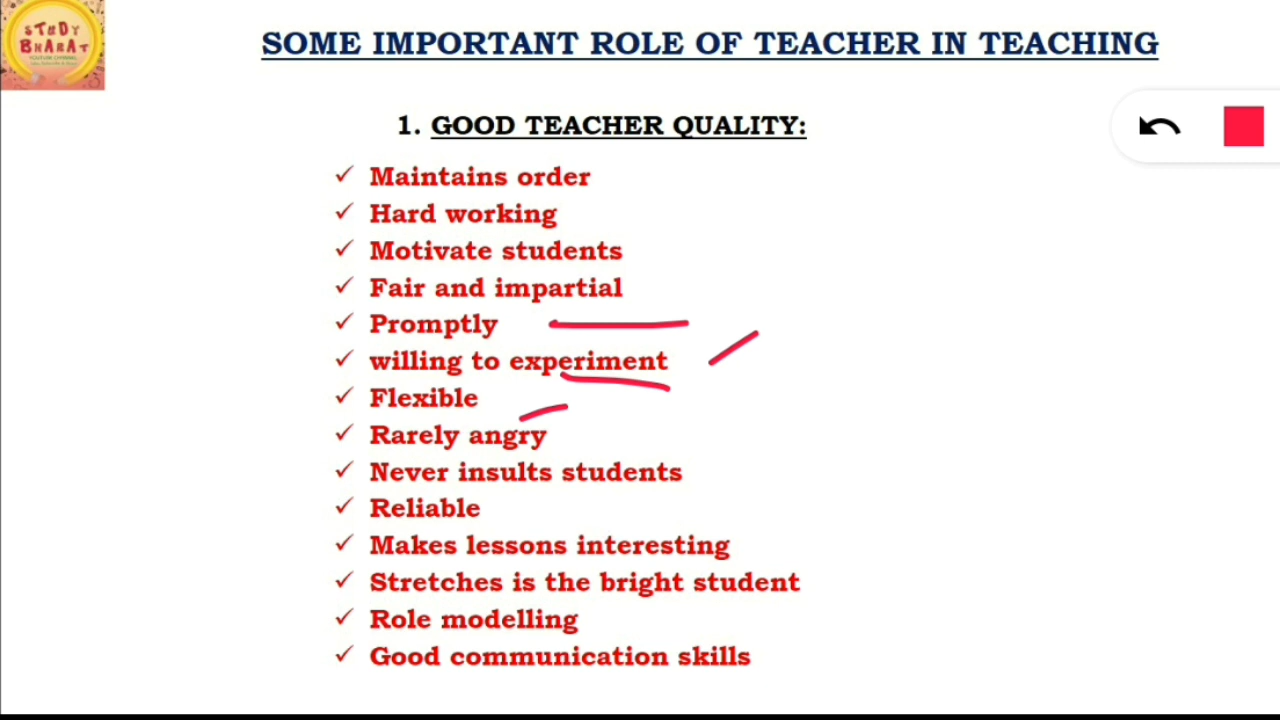 STUDY
BHARAT
SOME IMPORTANT ROLE OF TEACHER IN TEACHING
1. GOOD TEACHER QUALITY:
✓ Maintains order
✓ Hard working
✓ Motivate students
✓ Fair and impartial
✓ Promptly
✓ willing to experiment
✓ Flexible
✓ Rarely angry
✓ Never insults students
✓ Reliable
✓ Makes lessons interesting
✓ Stretches is the bright student
✓ Role modelling
✓ Good communication skills